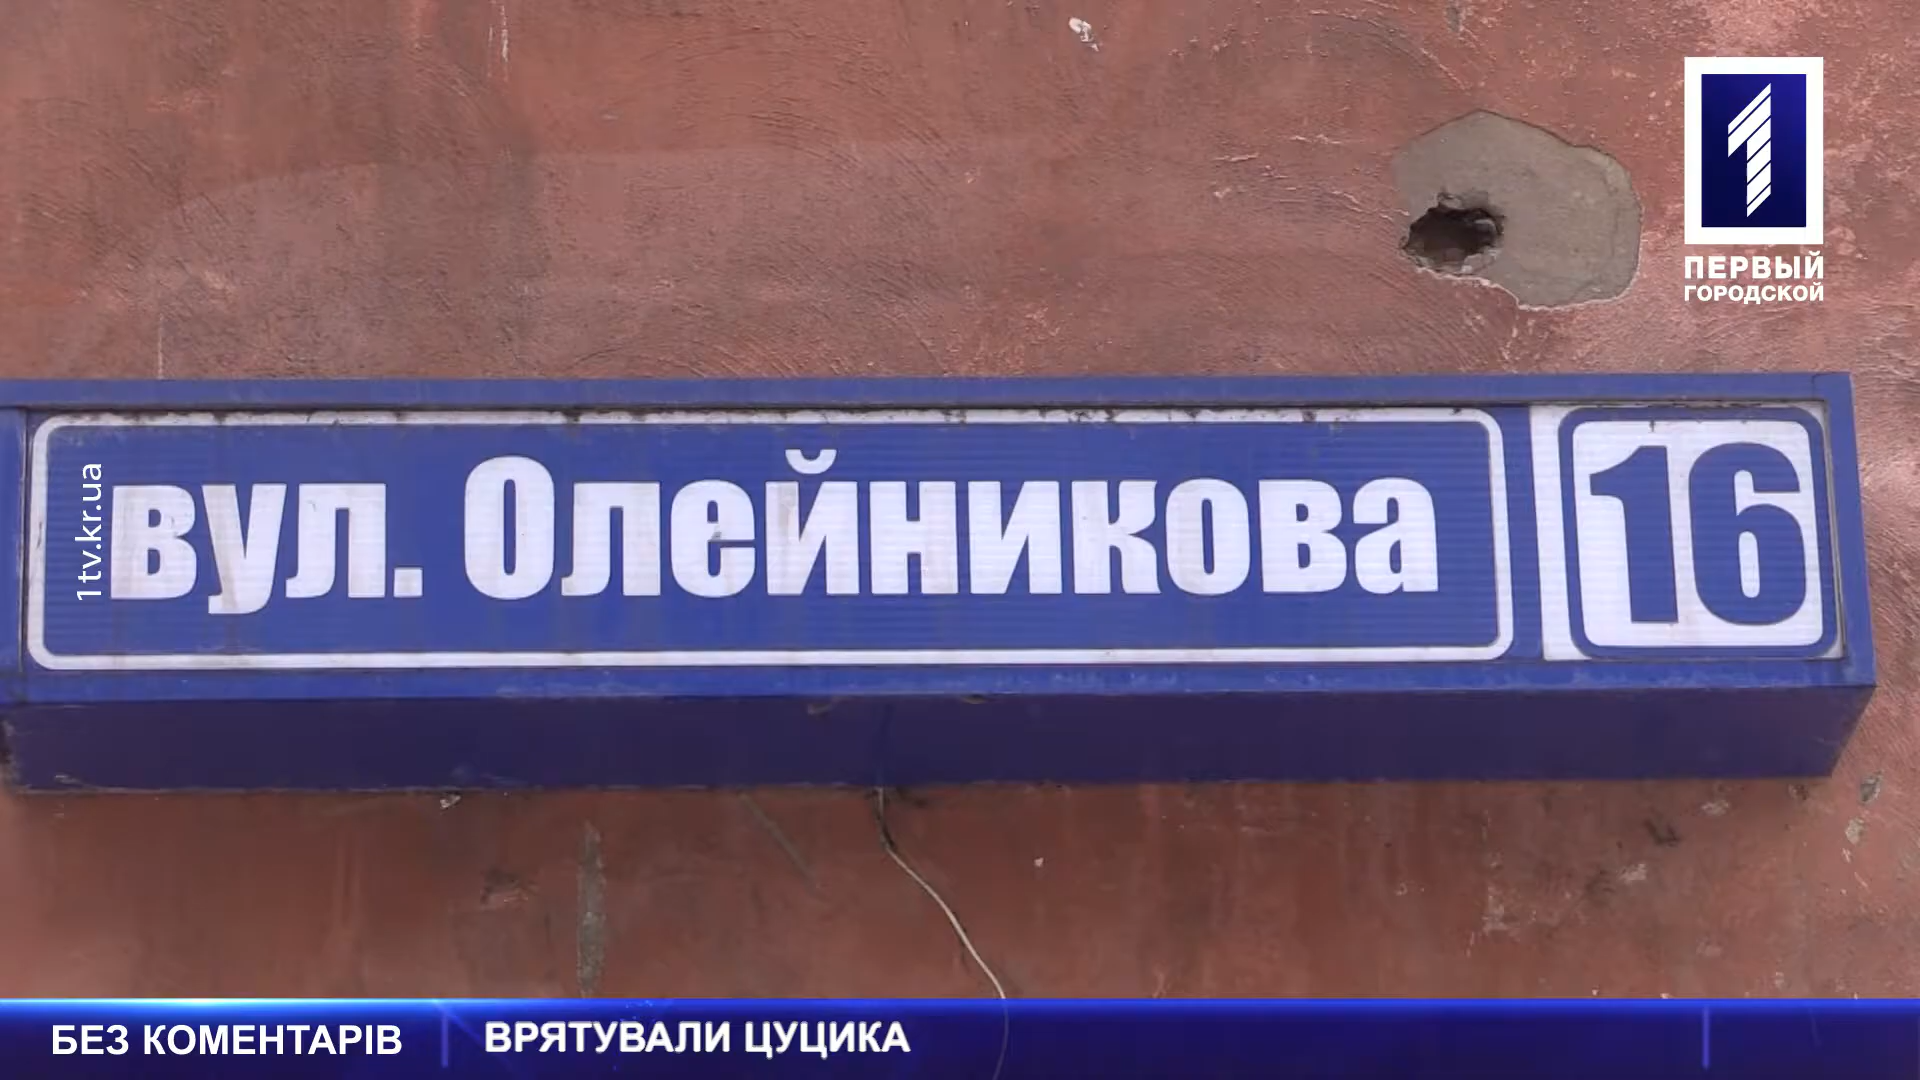 ПЕРВЫЙ
ГОРОДСКОЙ
1tv.kr.ua
вул. Олейникова 16
БЕЗ КОМЕНТАРІВ
ВРЯТУВАЛИ ЦУЦИКА